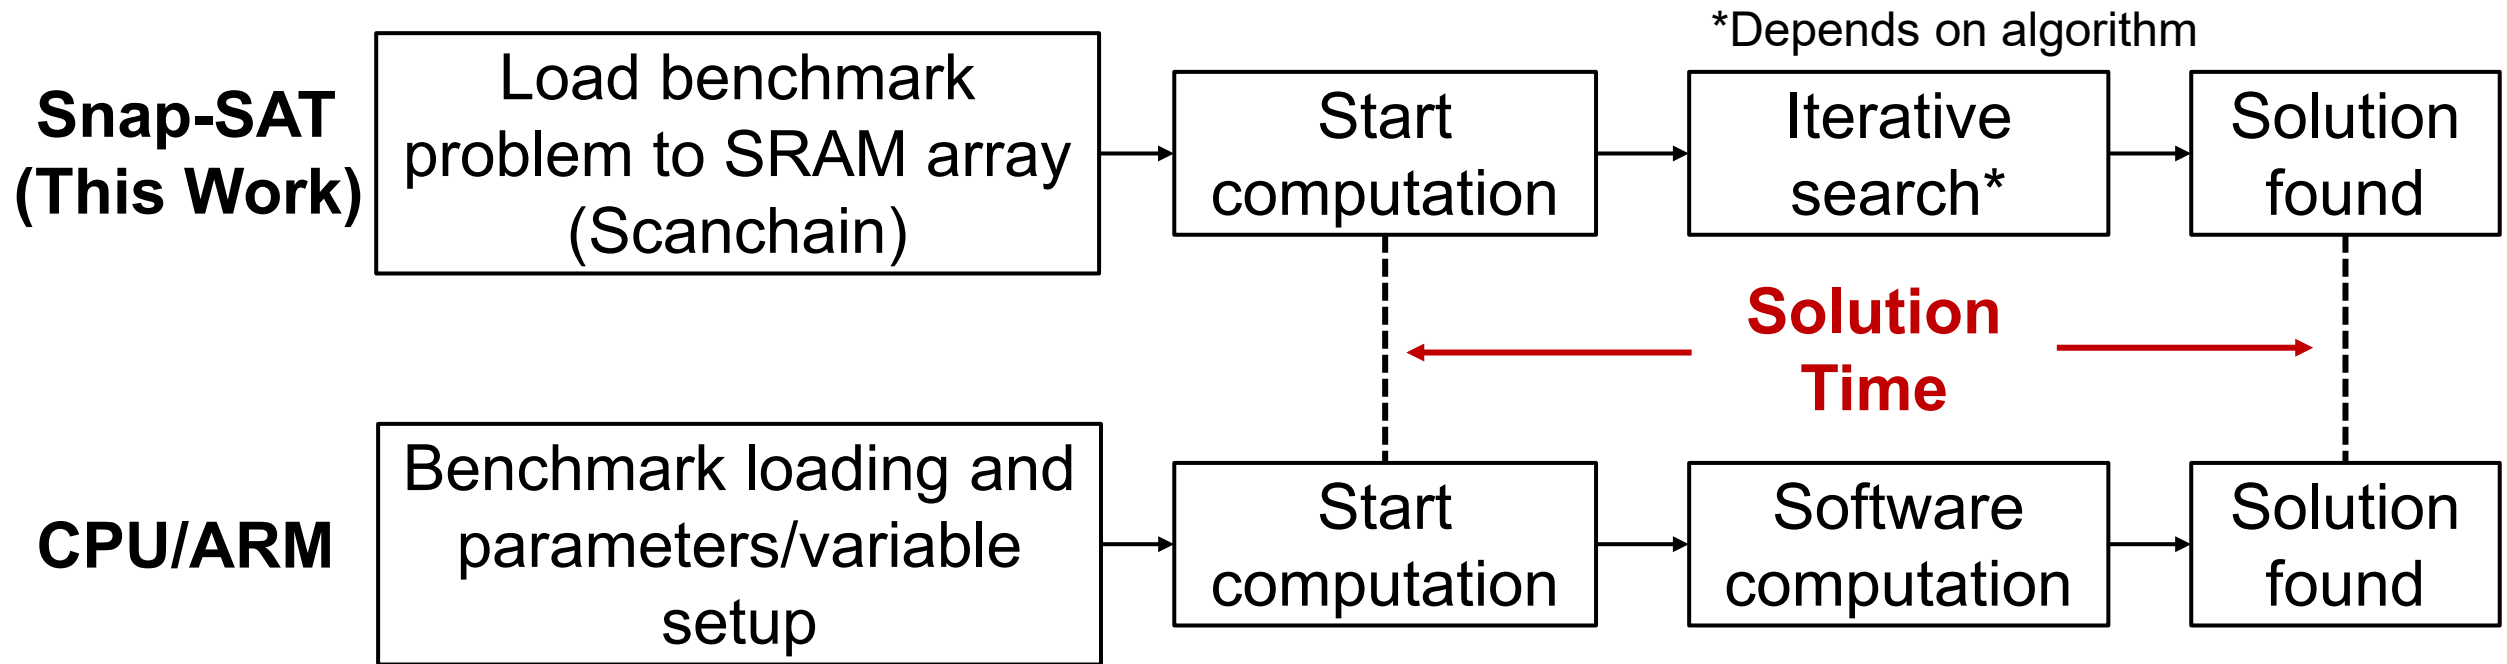 *Depends on algorithm
Snap-SAT
(This Work)
Load benchmark
problem to SRAM array
(Scanchain)
Start
computation
Iterative
search*
Solution
found
Solution
Time
CPU/ARM
Benchmark loading and
parameters/variable
setup
Start
computation
Software
computation
Solution
found